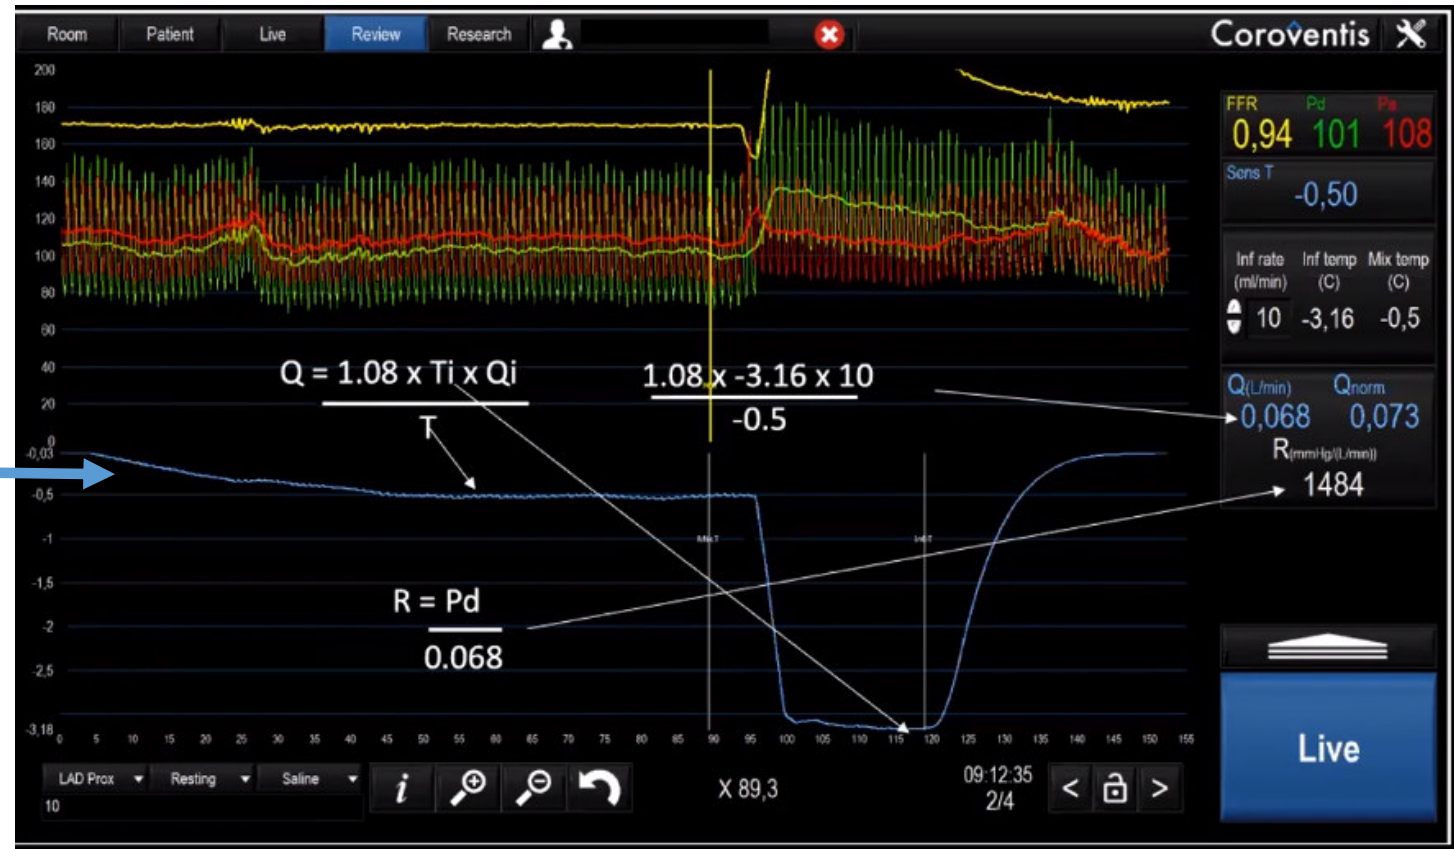 Room Patient Live Review Research Coroventis
200
180
160
140
120
100
80
60
40
20
0
FFR Pd Pa
0,94 101 108
Sens T
-0,50
Inf rate Inf temp Mix temp
(ml/min) (C) (C)
10 -3,16 -0,5
Q(L/min) Qnorm
0,068 0,073
R(mmHg/(L/min))
1484
Q = 1.08 x Ti x Qi
T
1.08 x -3.16 x 10
-0.5
-0,03
-0,5
-1
-1,5
-2
-2,5
-3,18
Mix T
Inf T
R = Pd
0.068
0 5 10 15 20 25 30 35 40 45 50 55 60 65 70 75 80 85 90 95 100 105 110 115 120 125 130 135 140 145 150 155
LAD Prox Resting Saline
10
i
X 89,3
09:12:35
2/4
< >
Live